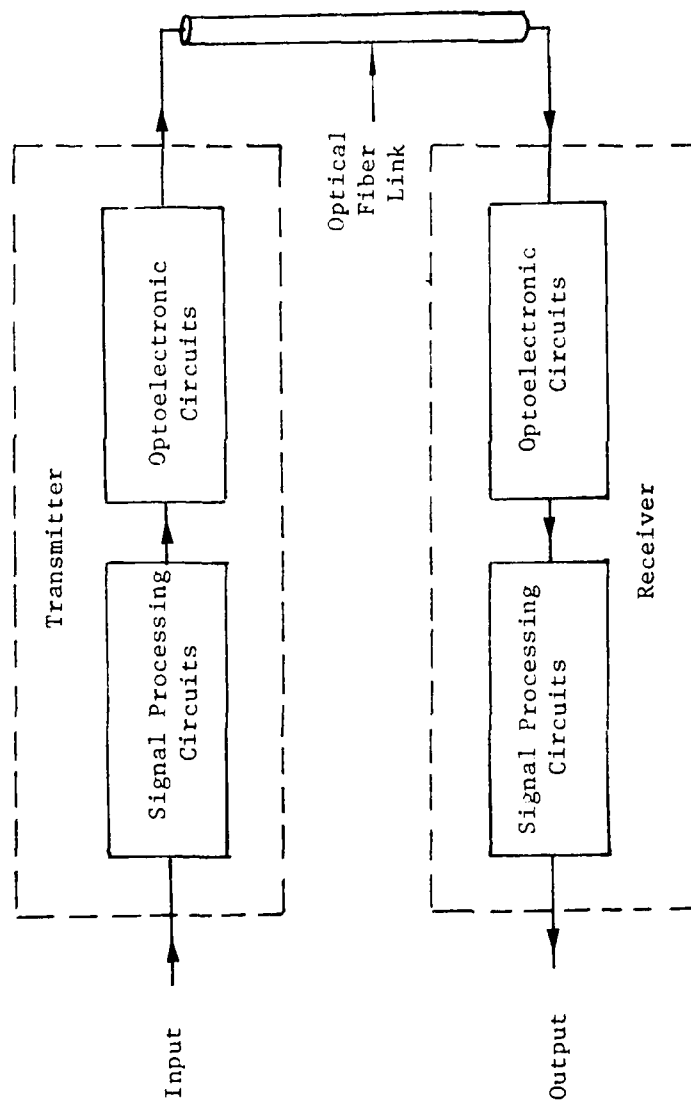 Transmitter
Input
Signal Processing
Circuits
Optoelectronic
Circuits
Optical
Fiber
Link
Output
Signal Processing
Circuits
Optoelectronic
Circuits
Receiver